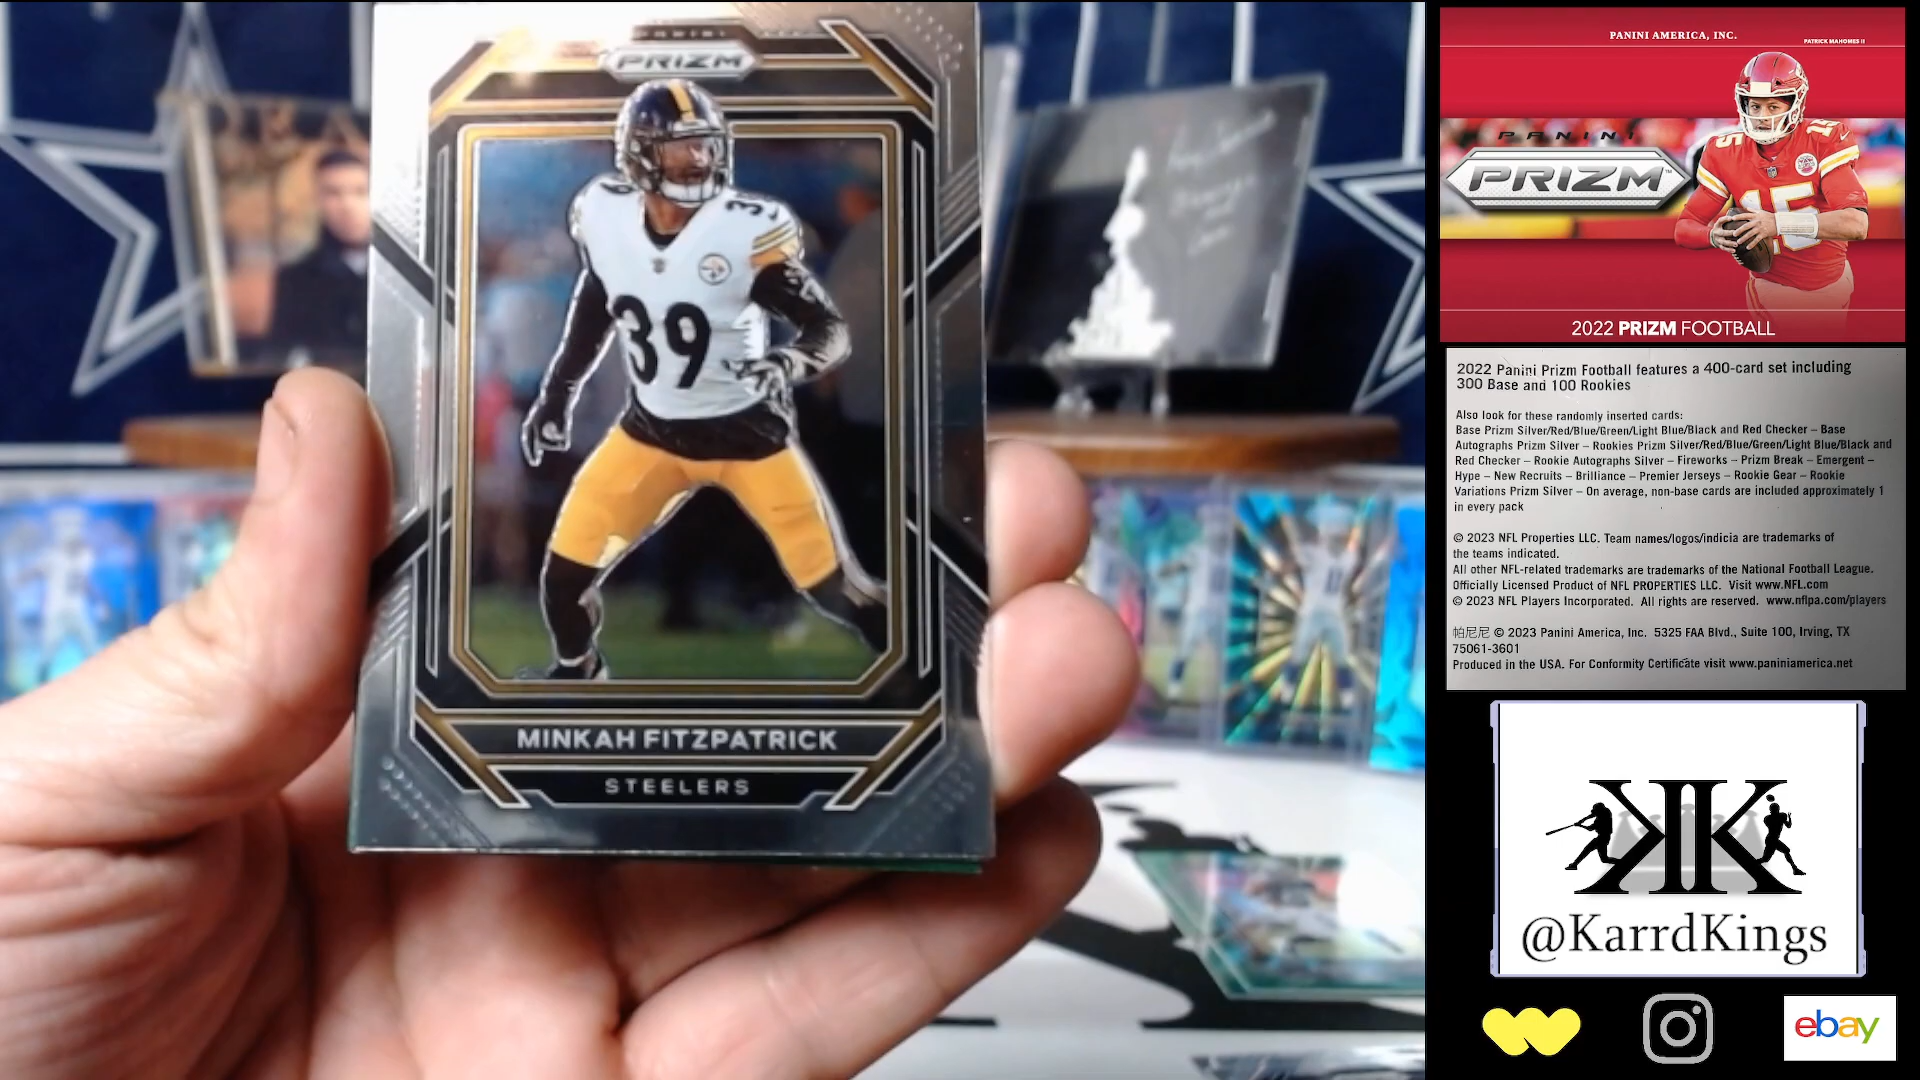 PANINI
PRIZM
39
39
39
MINKAH FITZPATRICK
STEELERS
PANINI AMERICA, INC.
PATRICK MAHOMES II
PANINI
PRIZM™
15
15
2022 PRIZM FOOTBALL
2022 Panini Prizm Football features a 400-card set including
300 Base and 100 Rookies
Also look for these randomly inserted cards:
Base Prizm Silver/Red/Blue/Green/Light Blue/Black and Red Checker – Base
Autographs Prizm Silver – Rookies Prizm Silver/Red/Blue/Green/Light Blue/Black and
Red Checker – Rookie Autographs Silver – Fireworks – Prizm Break – Emergent –
Hype – New Recruits – Brilliance – Premier Jerseys – Rookie Gear – Rookie
Variations Prizm Silver – On average, non-base cards are included approximately 1
in every pack
© 2023 NFL Properties LLC. Team names/logos/indicia are trademarks of
the teams indicated.
All other NFL-related trademarks are trademarks of the National Football League.
Officially Licensed Product of NFL PROPERTIES LLC. Visit www.NFL.com
© 2023 NFL Players Incorporated. All rights are reserved. www.nflpa.com/players
帕尼尼 © 2023 Panini America, Inc. 5325 FAA Blvd., Suite 100, Irving, TX
75061-3601
Produced in the USA. For Conformity Certificate visit www.paniniamerica.net
KK
@KarrdKings
ebay